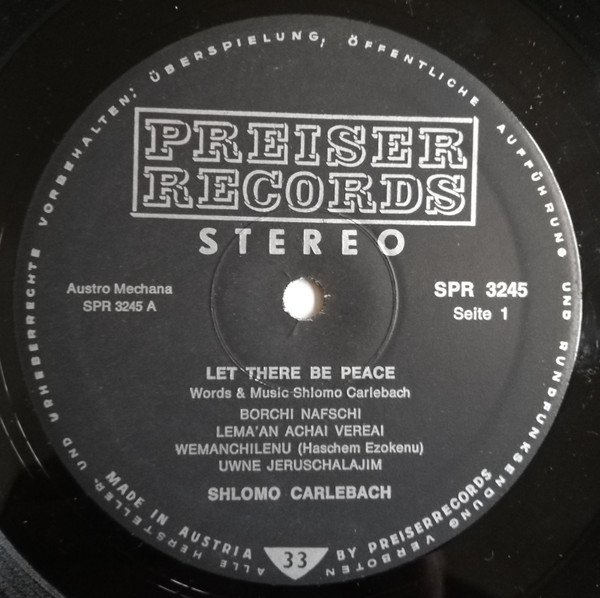 ALLE HERSTELLER- UND URHEBERRECHTE VORBEHALTEN; ÜBERSPIELUNG, ÖFFENTLICHE AUFFÜHRUNG UND RUNDFUNKSENDUNG VERBOTEN
PREISER
RECORDS
STEREO
Austro Mechana
SPR 3245 A
SPR 3245
Seite 1
LET THERE BE PEACE
Words & Music Shlomo Carlebach
BORCHI NAFSCHI
LEMA'AN ACHAI VEREAI
WEMANCHILENU (Haschem Ezokenu)
UWNE JERUSCHALAJIM
SHLOMO CARLEBACH
MADE IN AUSTRIA
33
BY PREISERRECORDS